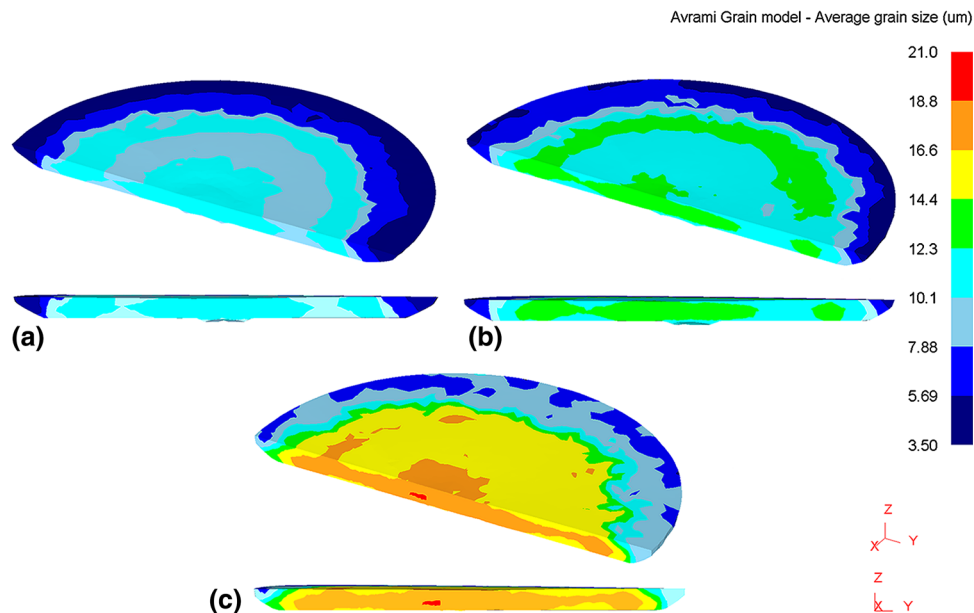 Avrami Grain model - Average grain size (um)
21.0
18.8
16.6
14.4
12.3
10.1
7.88
5.69
3.50
(a)
(b)
(c)
Z
X Y
Z
X Y